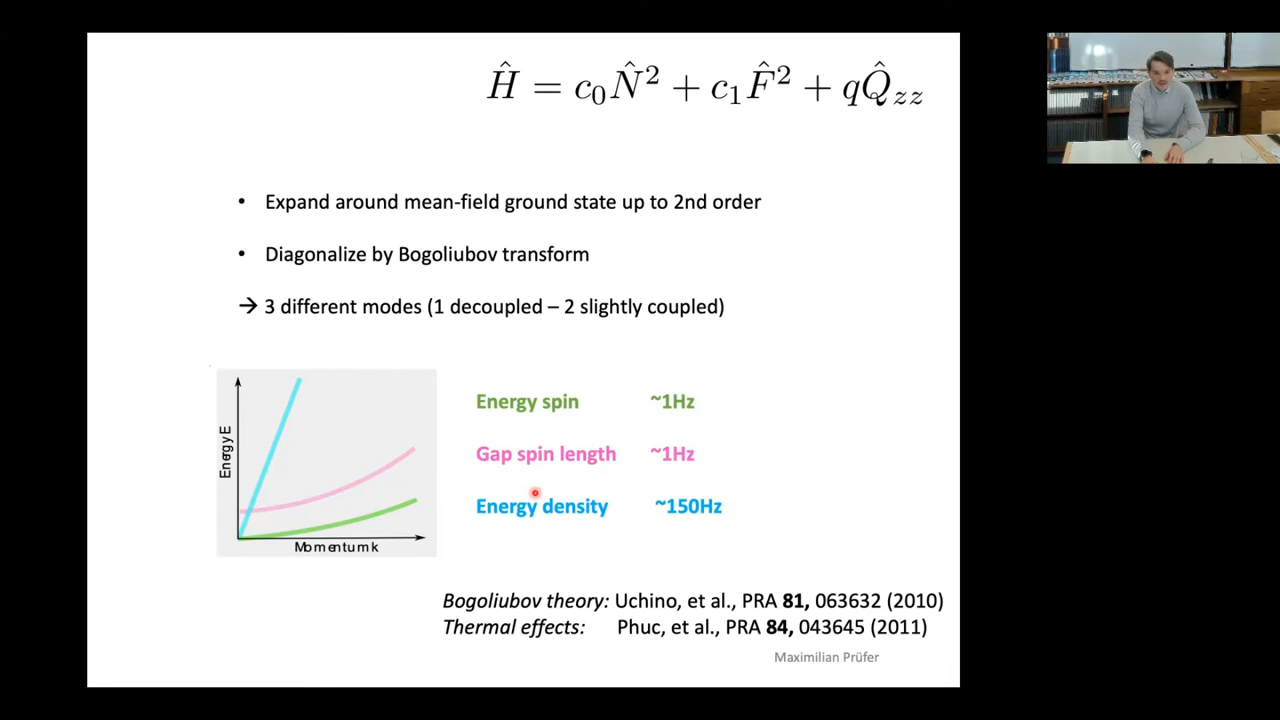 Ĥ = c₀N̂² + c₁F̂² + qQ̂_zz
• Expand around mean-field ground state up to 2nd order
• Diagonalize by Bogoliubov transform
→ 3 different modes (1 decoupled – 2 slightly coupled)
Energy E
Momentum k
Energy spin ~1Hz
Gap spin length ~1Hz
Energy density ~150Hz
Bogoliubov theory: Uchino, et al., PRA 81, 063632 (2010)
Thermal effects: Phuc, et al., PRA 84, 043645 (2011)
Maximilian Prüfer